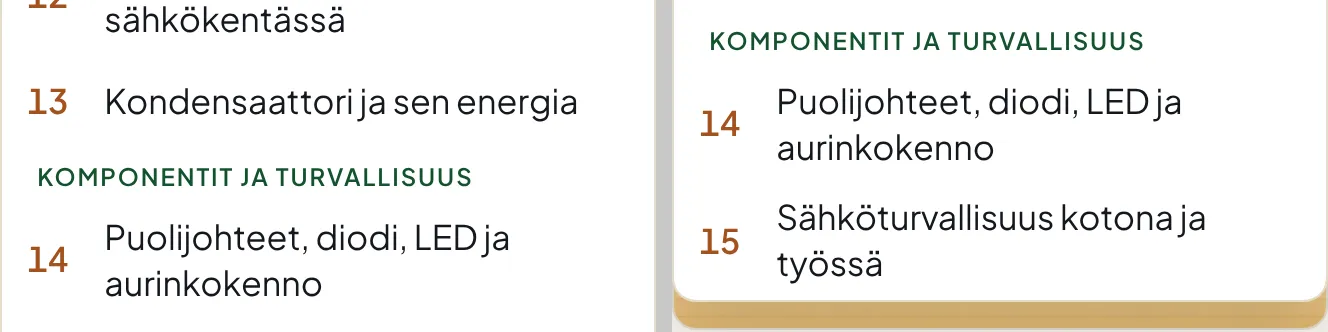 12
sähkökentässä
13 Kondensaattori ja sen energia
KOMPONENTIT JA TURVALLISUUS
14 Puolijohteet, diodi, LED ja
aurinkokenno
KOMPONENTIT JA TURVALLISUUS
14 Puolijohteet, diodi, LED ja
aurinkokenno
15 Sähköturvallisuus kotona ja
työssä